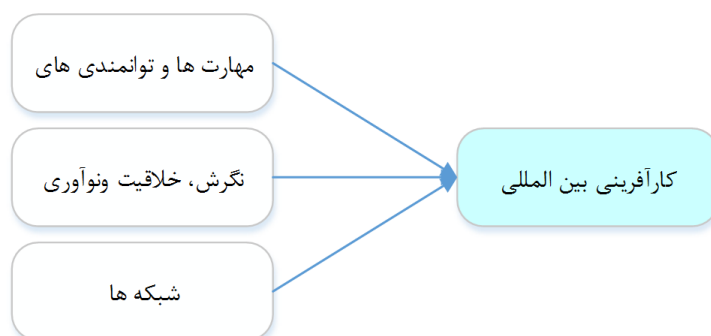 مهارت ها و توانمندی های
نگرش، خلاقیت ونوآوری
شبکه ها
کارآفرینی بین المللی